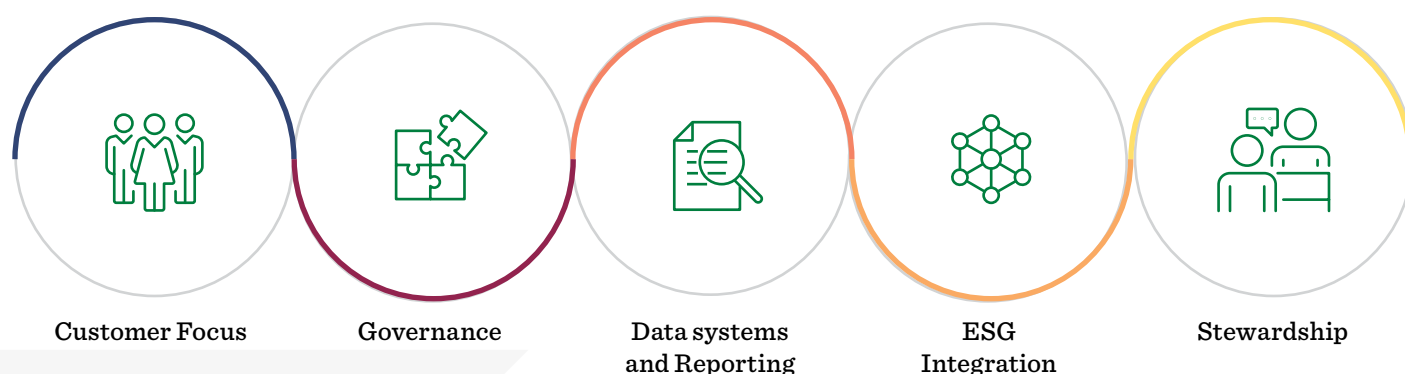 Customer Focus
Governance
Data systems
and Reporting
ESG
Integration
Stewardship